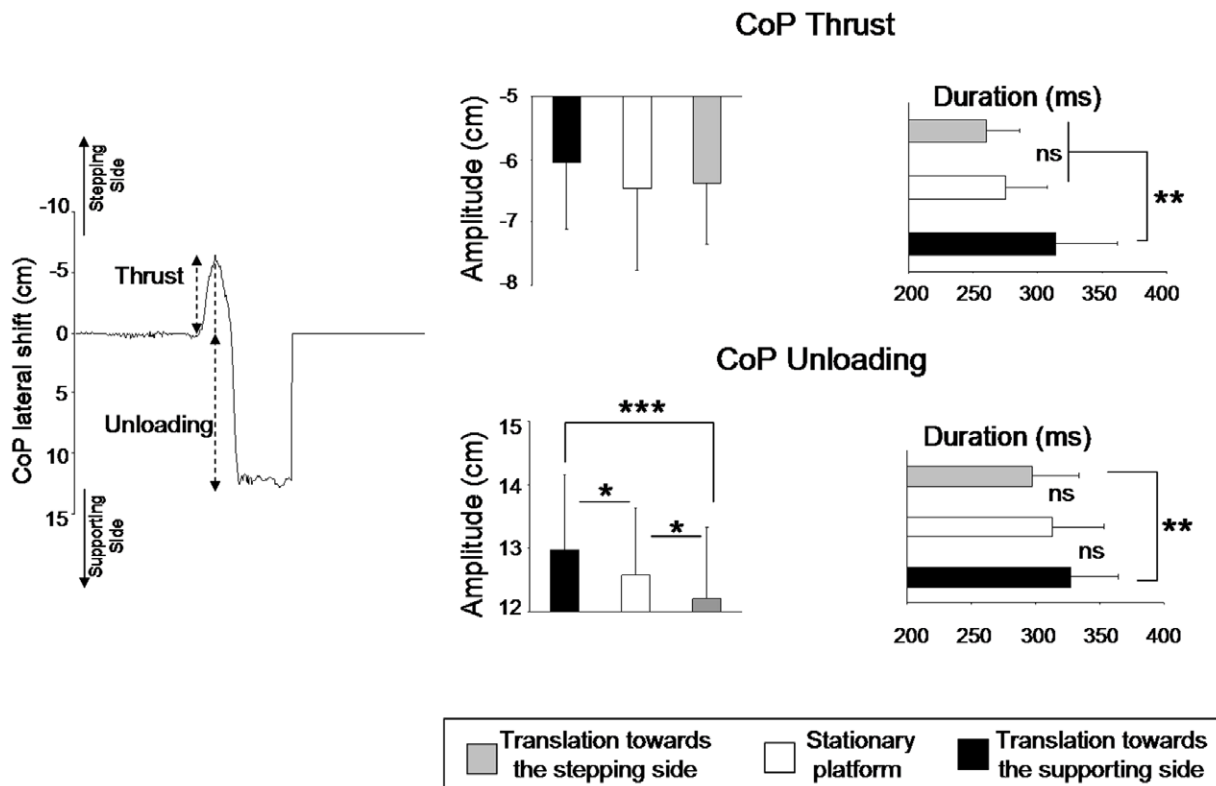 CoP Thrust
Stepping
Side
CoP lateral shift (cm)
-10
-5
0
5
10
15
Thrust
Unloading
Supporting
Side
Amplitude (cm)
-5
-6
-7
-8
Duration (ms)
ns
**
200 250 300 350 400
CoP Unloading
Amplitude (cm)
15
14
13
12
***
*
*
Duration (ms)
ns
ns
**
200 250 300 350 400
Translation towards
the stepping side
Stationary
platform
Translation towards
the supporting side